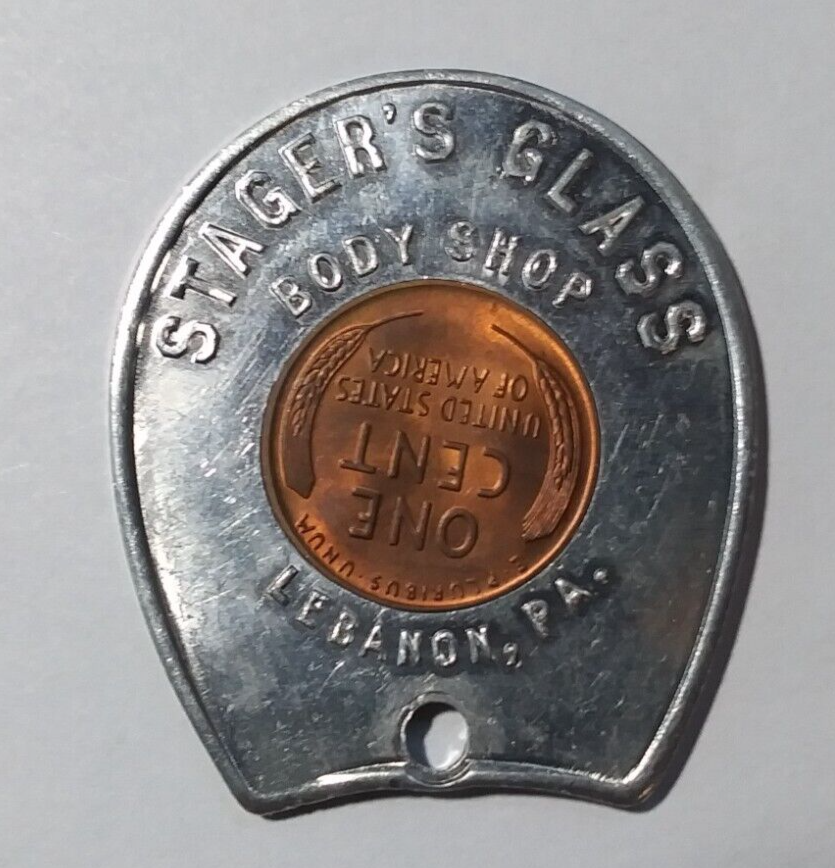 STAGER'S GLASS
BODY SHOP
E·PLURIBUS·UNUM
ONE
CENT
UNITED STATES
OF AMERICA
LEBANON, PA.